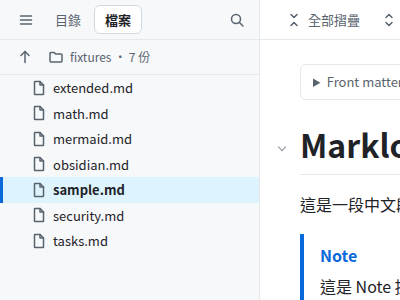 目錄 檔案
fixtures · 7 份
extended.md
math.md
mermaid.md
obsidian.md
sample.md
security.md
tasks.md
全部摺疊
Front matter
Marklo
這是一段中文
Note
這是 Note